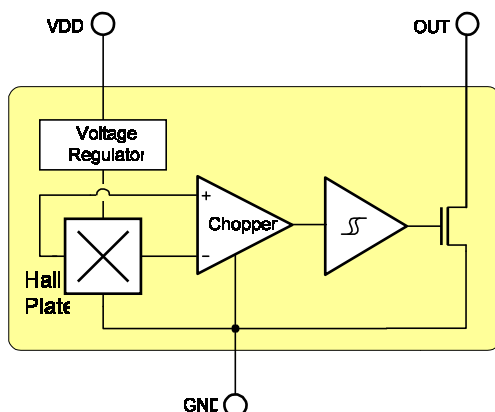 VDD
OUT
Voltage
Regulator
+
Chopper
−
Hall
Plate
GND